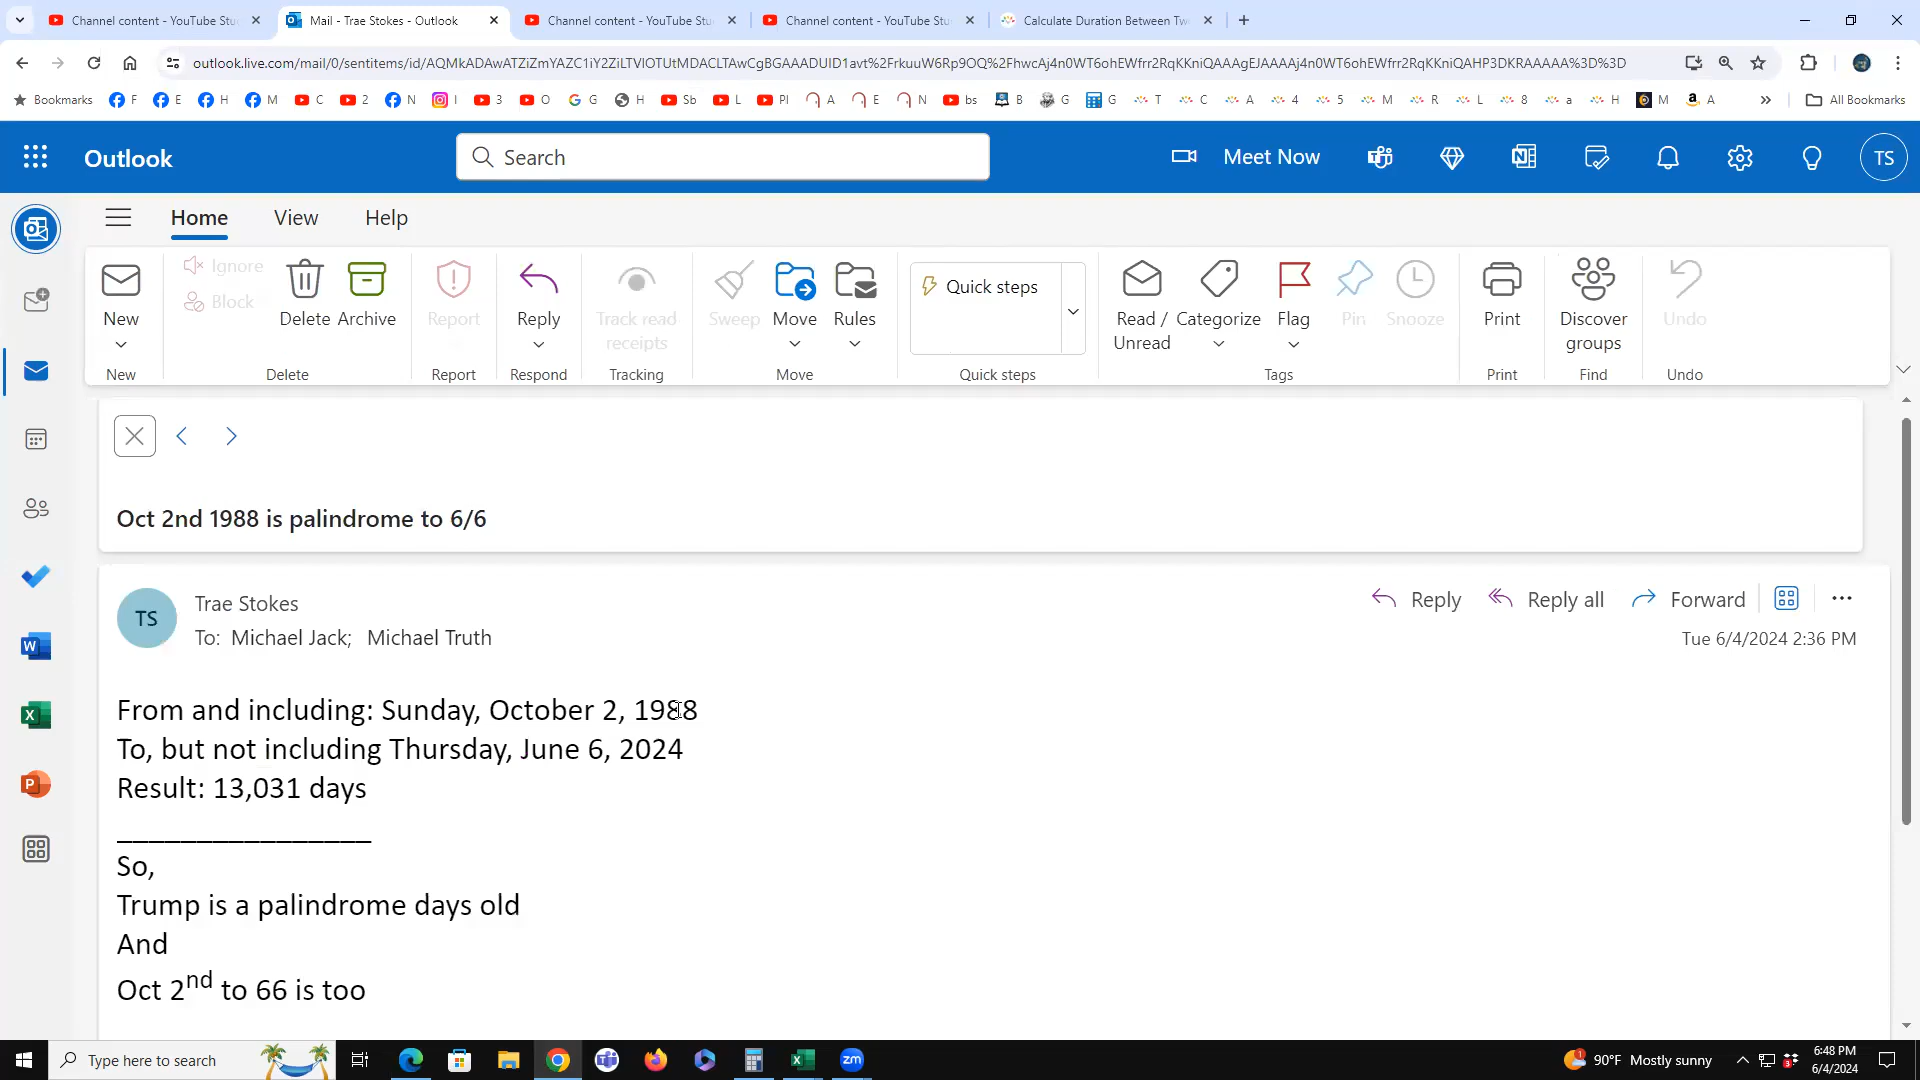 Channel content - YouTube Stu
Mail - Trae Stokes - Outlook
Channel content - YouTube Stu
Channel content - YouTube Stu
Calculate Duration Between Tw
outlook.live.com/mail/0/sentitems/id/AQMkADAwATZiZmYAZC1iY2ZiLTVlOTUtMDACLTAwCgBGAAADUID1avt%2FrkuuW6Rp9OQ%2FhwcAj4n0WT6ohEWfrr2RqKKniQAAAgEJAAAAj4n0WT6ohEWfrr2RqKKniQAHP3DKRAAAAA%3D%3D
Bookmarks F E H M C 2 N I 3 O G H Sb L Pl A E N bs B G G T C A 4 5 M R L 8 a H M A » All Bookmarks
Outlook
Search
Meet Now
TS
Home View Help
Ignore
Block
New
Delete
Archive
Report
Reply
Track read receipts
Sweep
Move
Rules
Quick steps
Read / Unread
Categorize
Flag
Pin
Snooze
Print
Discover groups
Undo
New Delete Report Respond Tracking Move Quick steps Tags Print Find Undo
Oct 2nd 1988 is palindrome to 6/6
TS
Trae Stokes
To: Michael Jack; Michael Truth
Reply Reply all Forward
Tue 6/4/2024 2:36 PM
From and including: Sunday, October 2, 1988
To, but not including Thursday, June 6, 2024
Result: 13,031 days
________________
So,
Trump is a palindrome days old
And
Oct 2nd to 66 is too
Type here to search
90°F Mostly sunny
6:48 PM
6/4/2024